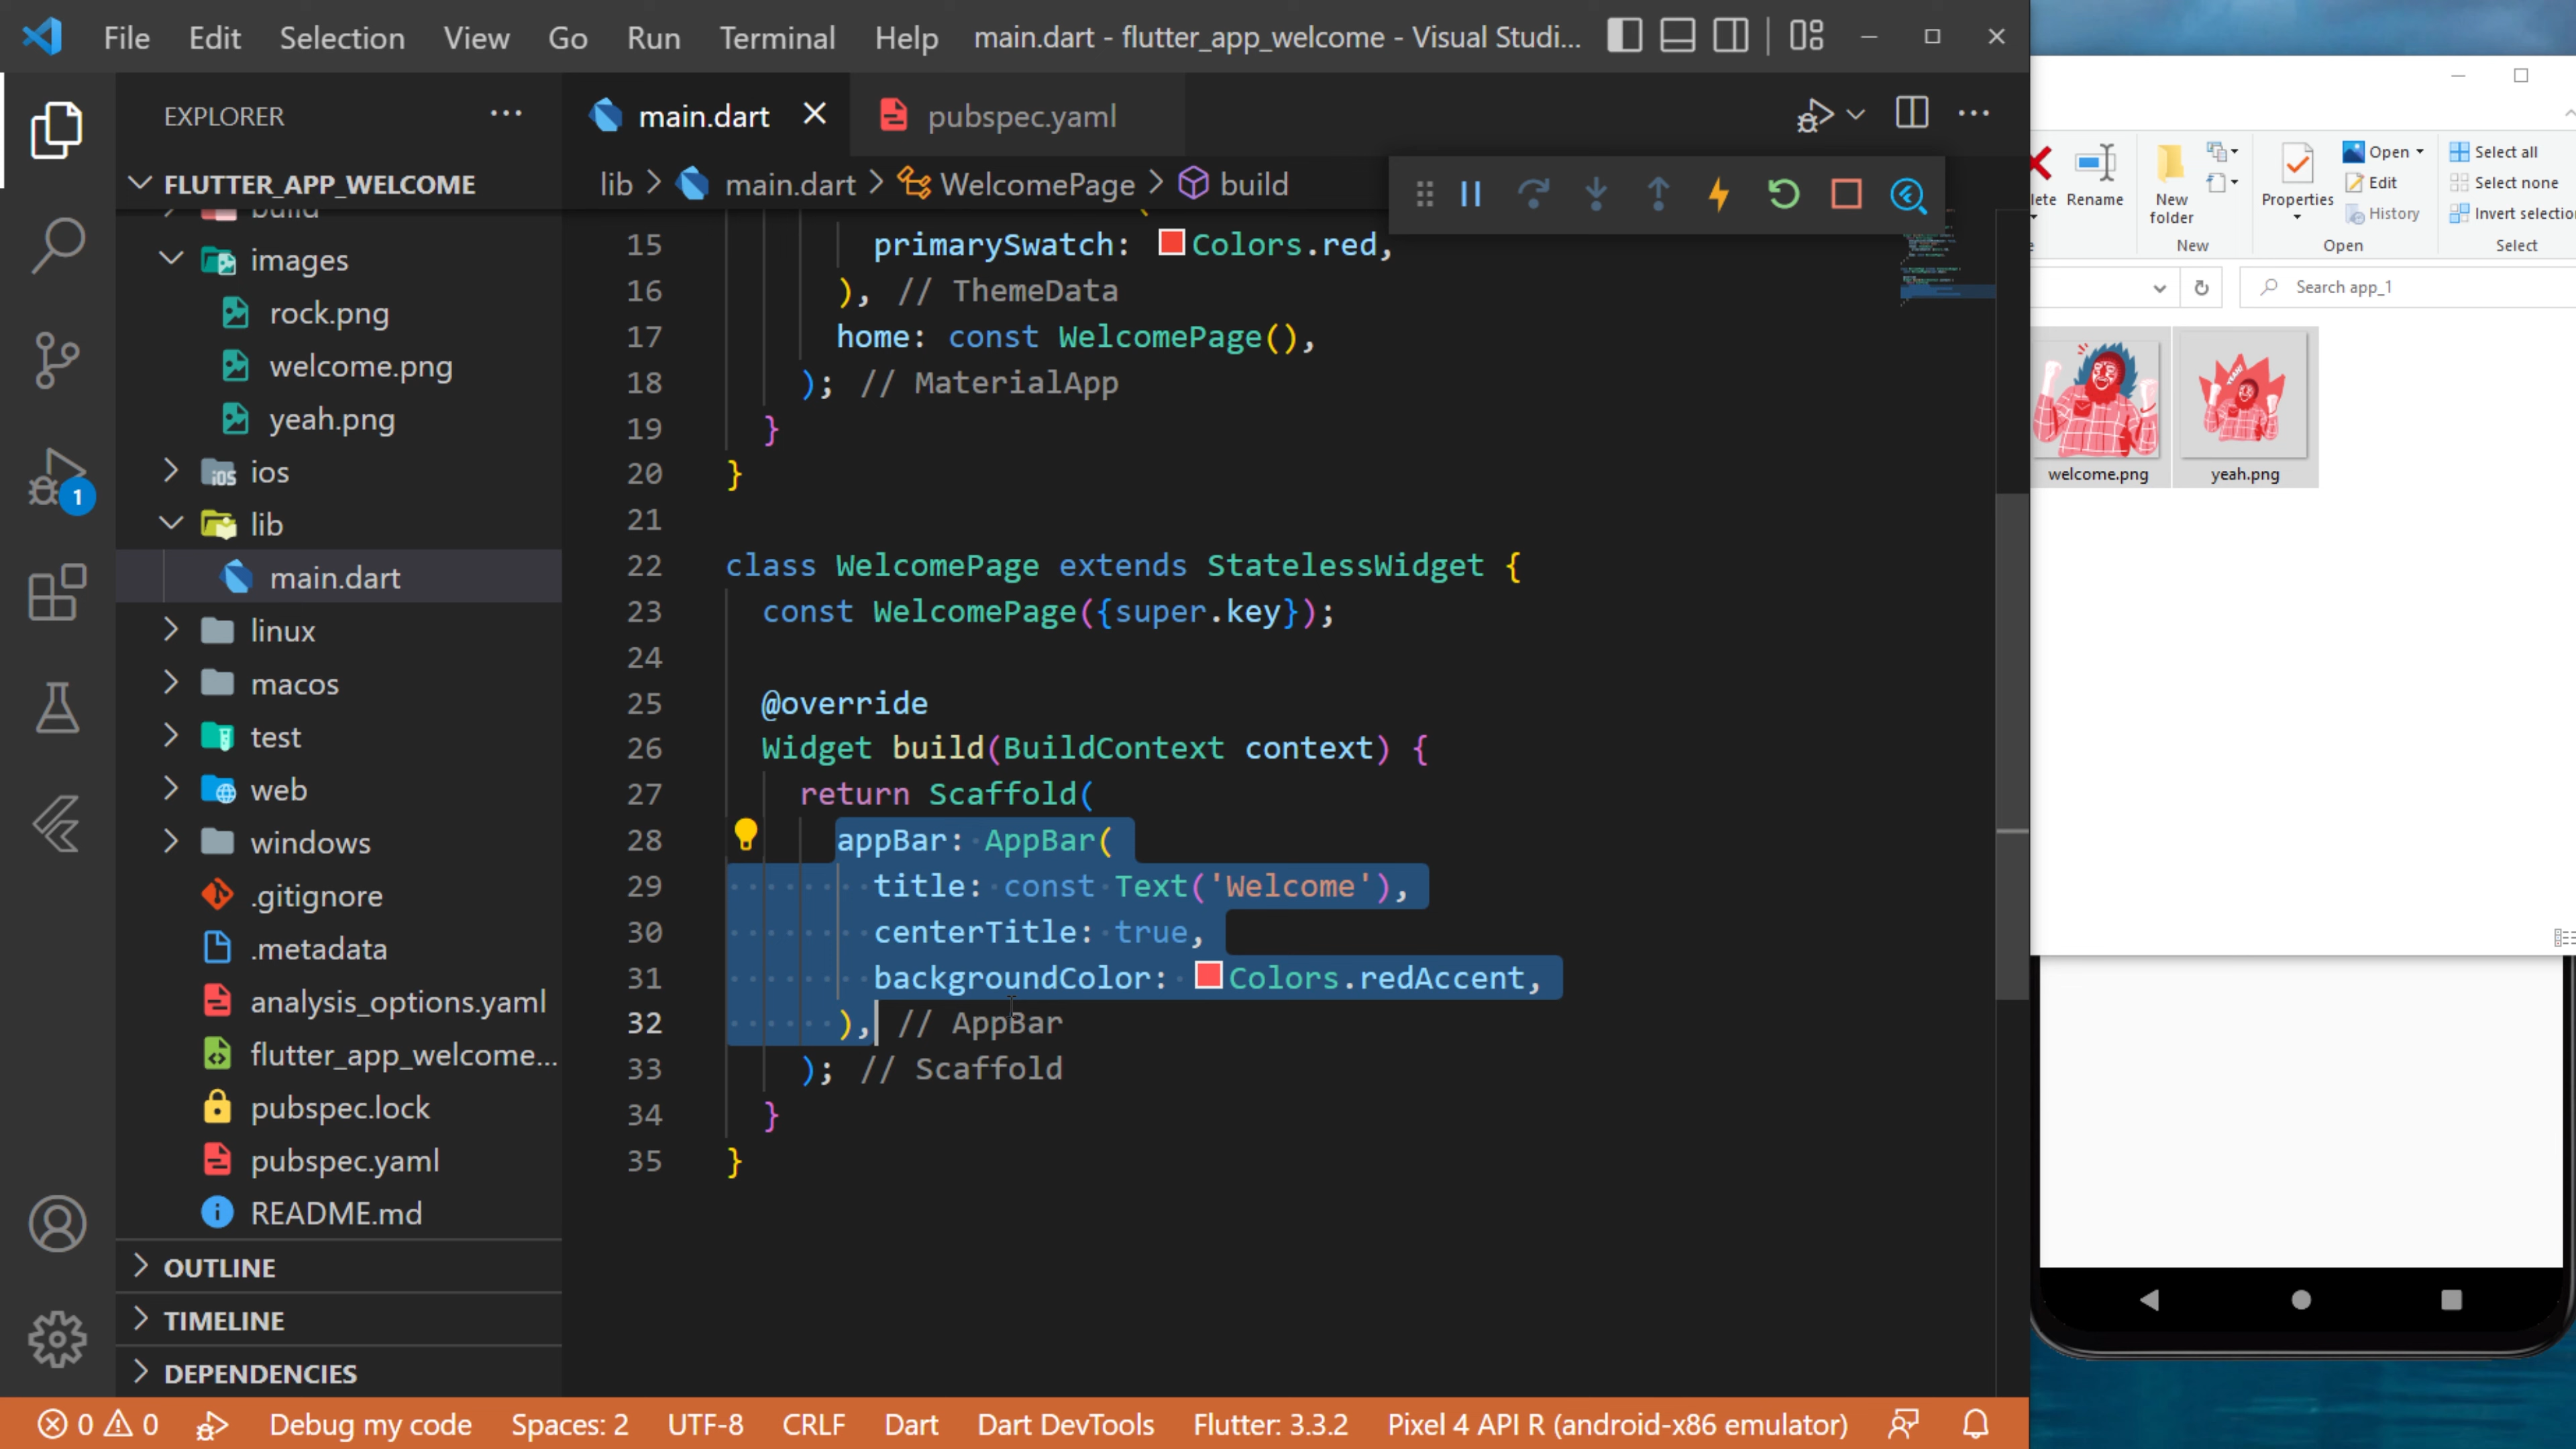 File Edit Selection View Go Run Terminal Help main.dart - flutter_app_welcome - Visual Studi...
EXPLORER
FLUTTER_APP_WELCOME
build
images
rock.png
welcome.png
yeah.png
ios
lib
main.dart
linux
macos
test
web
windows
.gitignore
.metadata
analysis_options.yaml
flutter_app_welcome...
pubspec.lock
pubspec.yaml
README.md
OUTLINE
TIMELINE
DEPENDENCIES
1
main.dart pubspec.yaml
lib > main.dart > WelcomePage > build
15 primarySwatch: Colors.red,
16 ), // ThemeData
17 home: const WelcomePage(),
18 ); // MaterialApp
19 }
20 }
21
22 class WelcomePage extends StatelessWidget {
23 const WelcomePage({super.key});
24
25 @override
26 Widget build(BuildContext context) {
27 return Scaffold(
28 appBar: AppBar(
29 title: const Text('Welcome'),
30 centerTitle: true,
31 backgroundColor: Colors.redAccent,
32 ), // AppBar
33 ); // Scaffold
34 }
35 }
0 0 Debug my code Spaces: 2 UTF-8 CRLF Dart Dart DevTools Flutter: 3.3.2 Pixel 4 API R (android-x86 emulator)
lete Rename
New folder
New
Properties
Open
Edit
History
Open
Select all
Select none
Invert selectio
Select
Search app_1
welcome.png
yeah.png